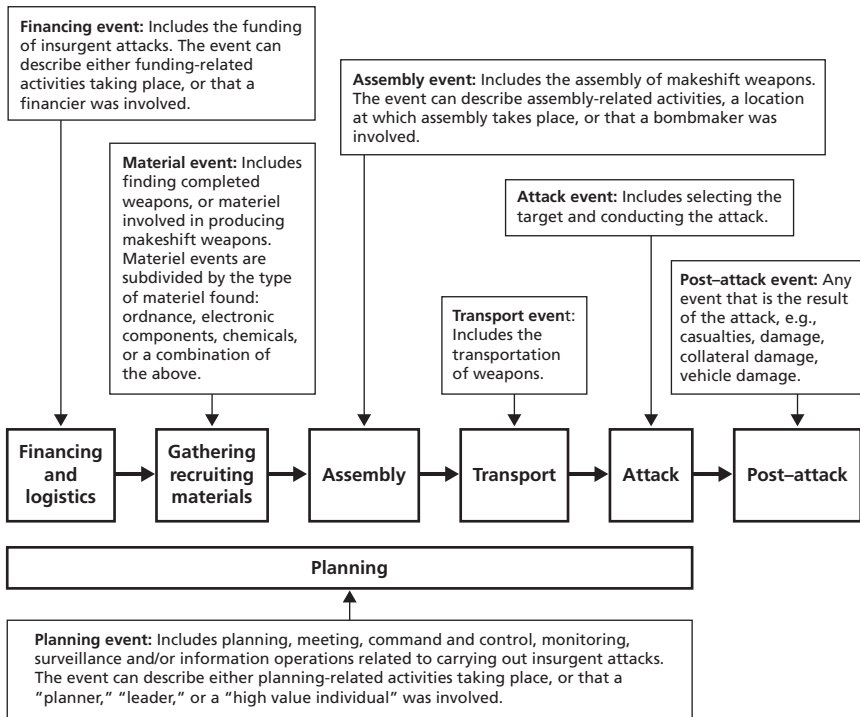 Financing event: Includes the funding
of insurgent attacks. The event can
describe either funding-related
activities taking place, or that a
financier was involved.
Assembly event: Includes the assembly of makeshift weapons.
The event can describe assembly-related activities, a location
at which assembly takes place, or that a bombmaker was
involved.
Material event: Includes
finding completed
weapons, or materiel
involved in producing
makeshift weapons.
Materiel events are
subdivided by the type
of materiel found:
ordnance, electronic
components, chemicals,
or a combination of
the above.
Attack event: Includes selecting the
target and conducting the attack.
Transport event:
Includes the
transportation
of weapons.
Post–attack event: Any
event that is the result
of the attack, e.g.,
casualties, damage,
collateral damage,
vehicle damage.
Financing
and
logistics
Gathering
recruiting
materials
Assembly
Transport
Attack
Post–attack
Planning
Planning event: Includes planning, meeting, command and control, monitoring,
surveillance and/or information operations related to carrying out insurgent attacks.
The event can describe either planning-related activities taking place, or that a
”planner,” “leader,” or a “high value individual” was involved.